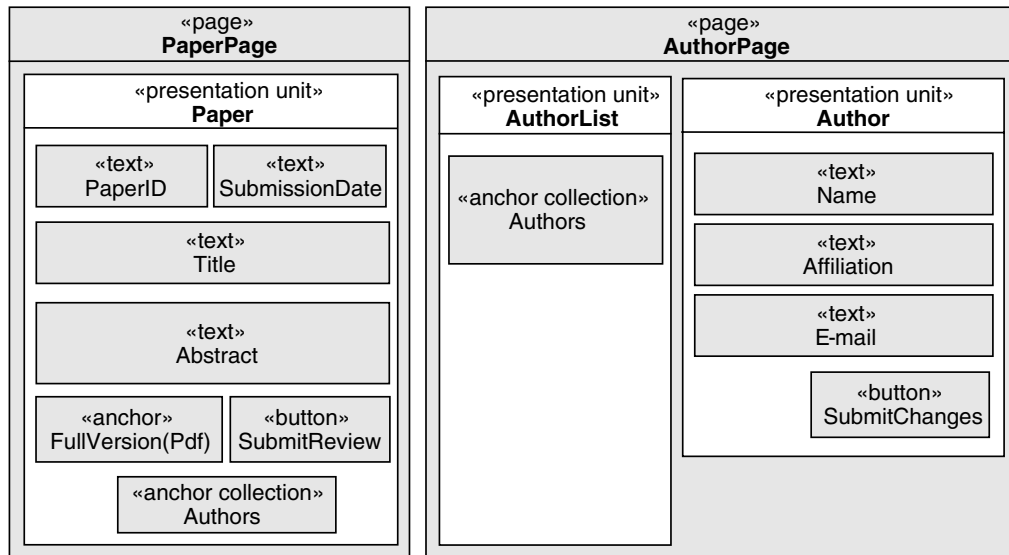 «page»
PaperPage
«presentation unit»
Paper
«text»
PaperID
«text»
SubmissionDate
«text»
Title
«text»
Abstract
«anchor»
FullVersion(Pdf)
«button»
SubmitReview
«anchor collection»
Authors
«page»
AuthorPage
«presentation unit»
AuthorList
«anchor collection»
Authors
«presentation unit»
Author
«text»
Name
«text»
Affiliation
«text»
E-mail
«button»
SubmitChanges